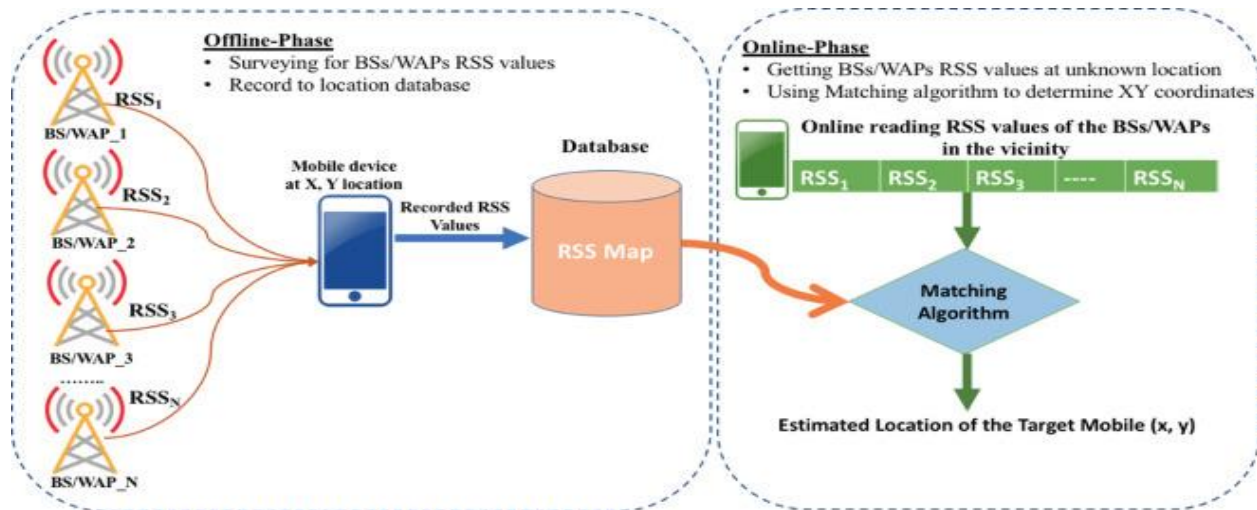 Offline-Phase
• Surveying for BSs/WAPs RSS values
• Record to location database
RSS₁
BS/WAP_1
RSS₂
BS/WAP_2
RSS₃
BS/WAP_3
........
RSS_N
BS/WAP_N
Mobile device
at X, Y location
Recorded RSS
Values
Database
RSS Map
Online-Phase
• Getting BSs/WAPs RSS values at unknown location
• Using Matching algorithm to determine XY coordinates
Online reading RSS values of the BSs/WAPs
in the vicinity
RSS₁ RSS₂ RSS₃ ---- RSS_N
Matching
Algorithm
Estimated Location of the Target Mobile (x, y)